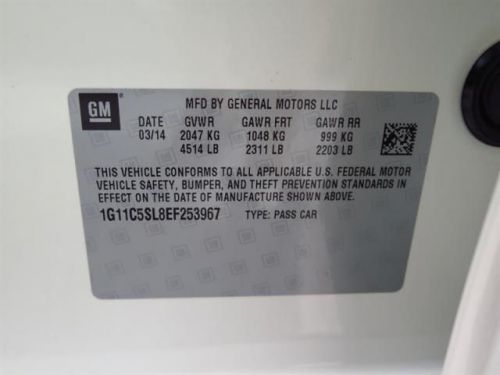 GM
MFD BY GENERAL MOTORS LLC
DATE GVWR GAWR FRT GAWR RR
03/14 2047 KG 1048 KG 999 KG
4514 LB 2311 LB 2203 LB
THIS VEHICLE CONFORMS TO ALL APPLICABLE U.S. FEDERAL MOTOR
VEHICLE SAFETY, BUMPER, AND THEFT PREVENTION STANDARDS IN
EFFECT ON THE DATE OF MANUFACTURE SHOWN ABOVE.
1G11C5SL8EF253967 TYPE: PASS CAR